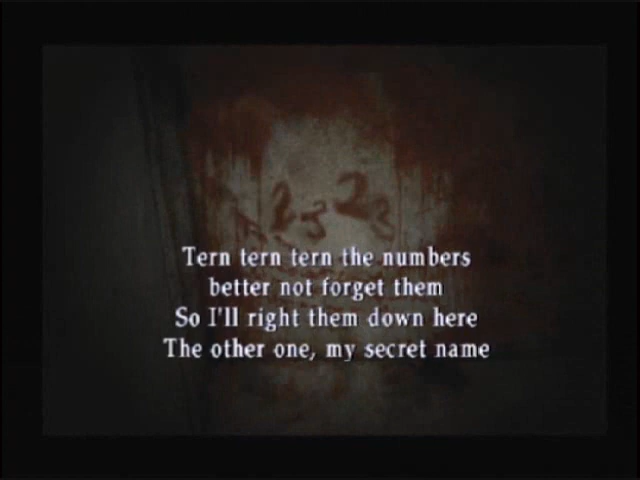 Tern tern tern the numbers
better not forget them
So I'll right them down here
The other one, my secret name